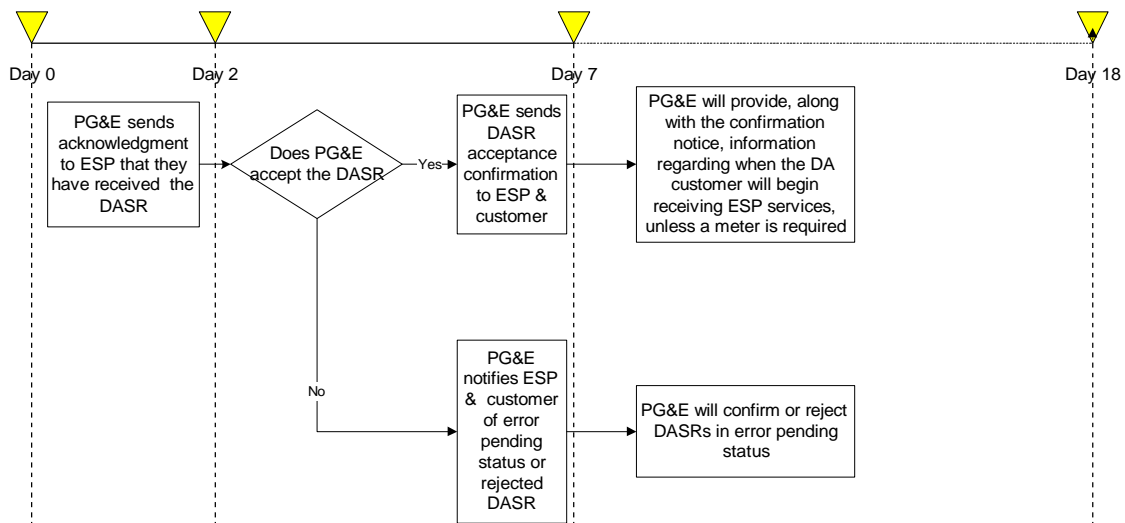 Day 0
Day 2
Day 7
Day 18
PG&E sends
acknowledgment
to ESP that they
have received  the
DASR
Does PG&E
accept the DASR
Yes
PG&E sends
DASR
acceptance
confirmation
to ESP &
customer
PG&E will provide, along
with the confirmation
notice, information
regarding when the DA
customer will begin
receiving ESP services,
unless a meter is required
No
PG&E
notifies ESP
&  customer
of error
pending
status or
rejected
DASR
PG&E will confirm or reject
DASRs in error pending
status